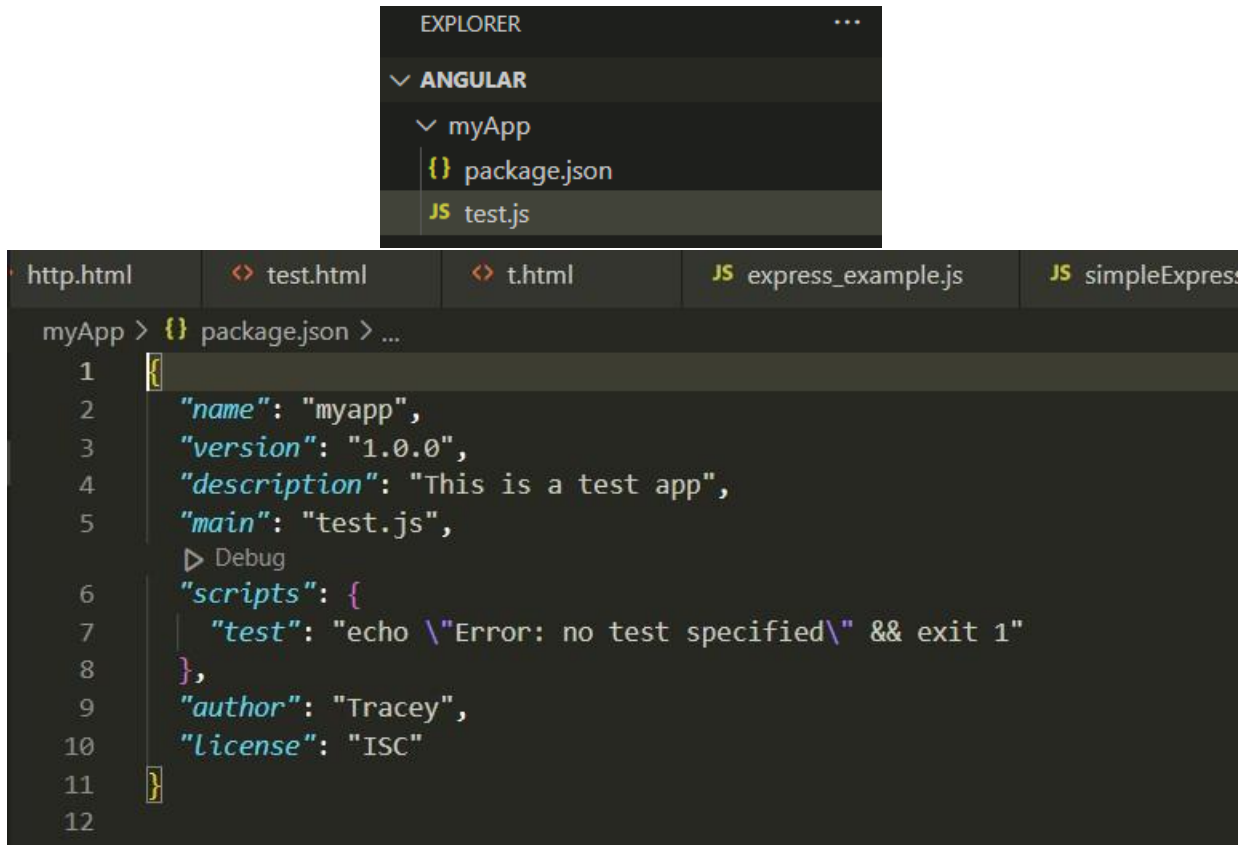 EXPLORER ...
ANGULAR
myApp
{} package.json
JS test.js
http.html <> test.html <> t.html JS express_example.js JS simpleExpress
myApp > {} package.json > ...
1 {
2 "name": "myapp",
3 "version": "1.0.0",
4 "description": "This is a test app",
5 "main": "test.js",
Debug
6 "scripts": {
7 "test": "echo \"Error: no test specified\" && exit 1"
8 },
9 "author": "Tracey",
10 "license": "ISC"
11 }
12